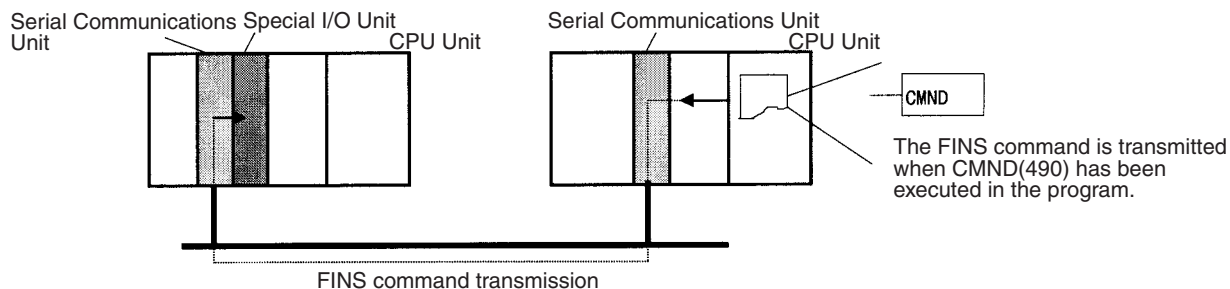 Serial Communications Unit
Special I/O Unit
CPU Unit
Serial Communications Unit
CPU Unit
CMND
The FINS command is transmitted
when CMND(490) has been
executed in the program.
FINS command transmission